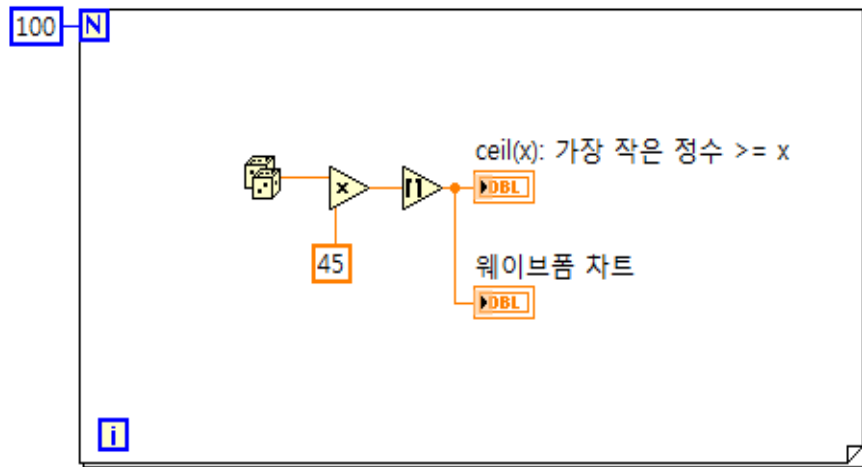 100 N
ceil(x): 가장 작은 정수 >= x
x
DBL
45
웨이브폼 차트
DBL
i